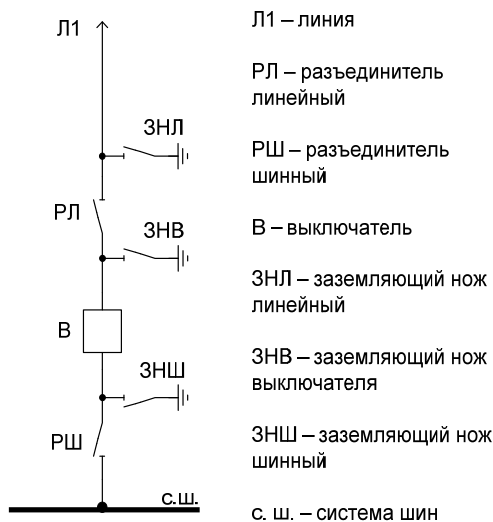 Л1
ЗНЛ
РЛ
ЗНВ
В
ЗНШ
РШ
с.ш.
Л1 – линия
РЛ – разъединитель
линейный
РШ – разъединитель
шинный
В – выключатель
ЗНЛ – заземляющий нож
линейный
ЗНВ – заземляющий нож
выключателя
ЗНШ – заземляющий нож
шинный
с. ш. – система шин